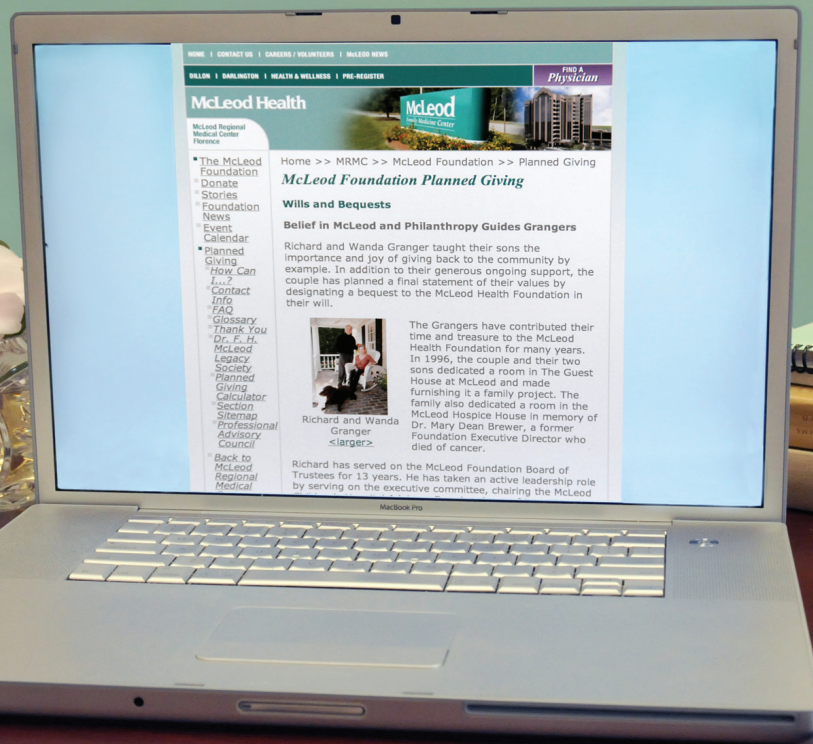 HOME | CONTACT US | CAREERS / VOLUNTEERS | McLEOD NEWS
DILLON | DARLINGTON | HEALTH & WELLNESS | PRE-REGISTER
FIND A
Physician
McLeod Health
McLeod
Family Medicine Center
McLeod Regional
Medical Center
Florence
The McLeod
Foundation
Donate
Stories
Foundation
News
Event
Calendar
Planned
Giving
How Can
I...?
Contact
Info
FAQ
Glossary
Thank You
Dr. F. H.
McLeod
Legacy
Society
Planned
Giving
Calculator
Section
Sitemap
Professional
Advisory
Council
Back to
McLeod
Regional
Medical
Home >> MRMC >> McLeod Foundation >> Planned Giving
McLeod Foundation Planned Giving
Wills and Bequests
Belief in McLeod and Philanthropy Guides Grangers
Richard and Wanda Granger taught their sons the
importance and joy of giving back to the community by
example. In addition to their generous ongoing support, the
couple has planned a final statement of their values by
designating a bequest to the McLeod Health Foundation in
their will.
Richard and Wanda
Granger
<larger>
The Grangers have contributed their
time and treasure to the McLeod
Health Foundation for many years.
In 1996, the couple and their two
sons dedicated a room in The Guest
House at McLeod and made
furnishing it a family project. The
family also dedicated a room in the
McLeod Hospice House in memory of
Dr. Mary Dean Brewer, a former
Foundation Executive Director who
died of cancer.
Richard has served on the McLeod Foundation Board of
Trustees for 13 years. He has taken an active leadership role
by serving on the executive committee, chairing the McLeod
MacBook Pro